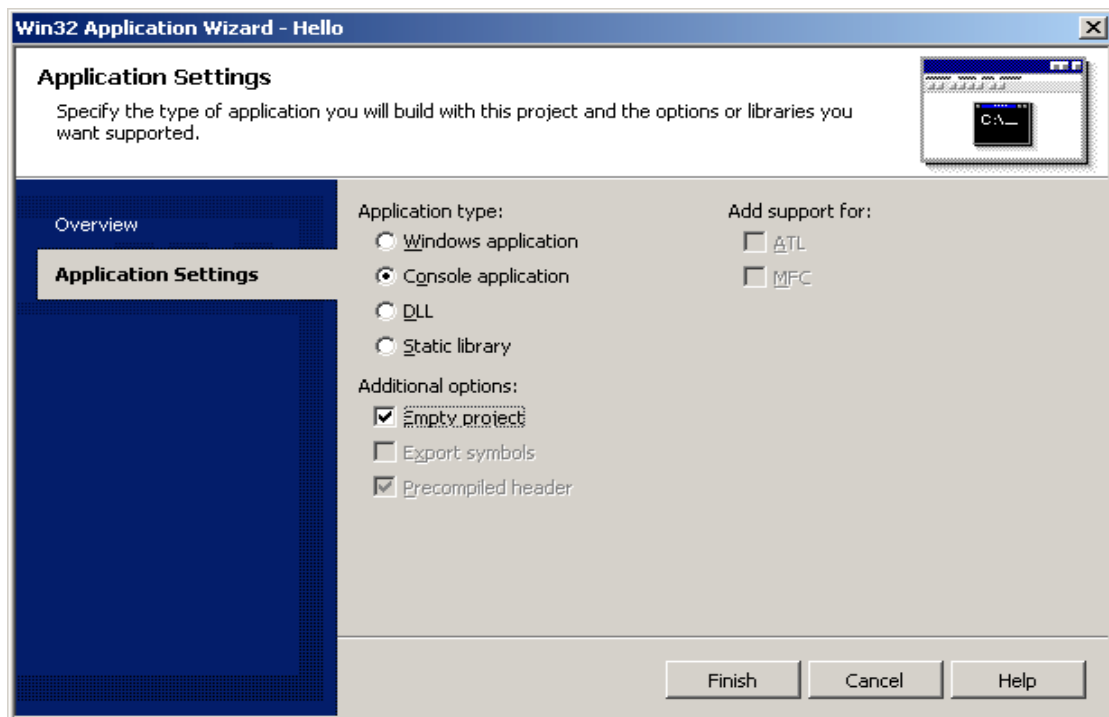 Win32 Application Wizard - Hello
Application Settings
Specify the type of application you will build with this project and the options or libraries you
want supported.
C:\_
Overview
Application Settings
Application type:
Windows application
Console application
DLL
Static library
Additional options:
Empty project
Export symbols
Precompiled header
Add support for:
ATL
MFC
Finish
Cancel
Help